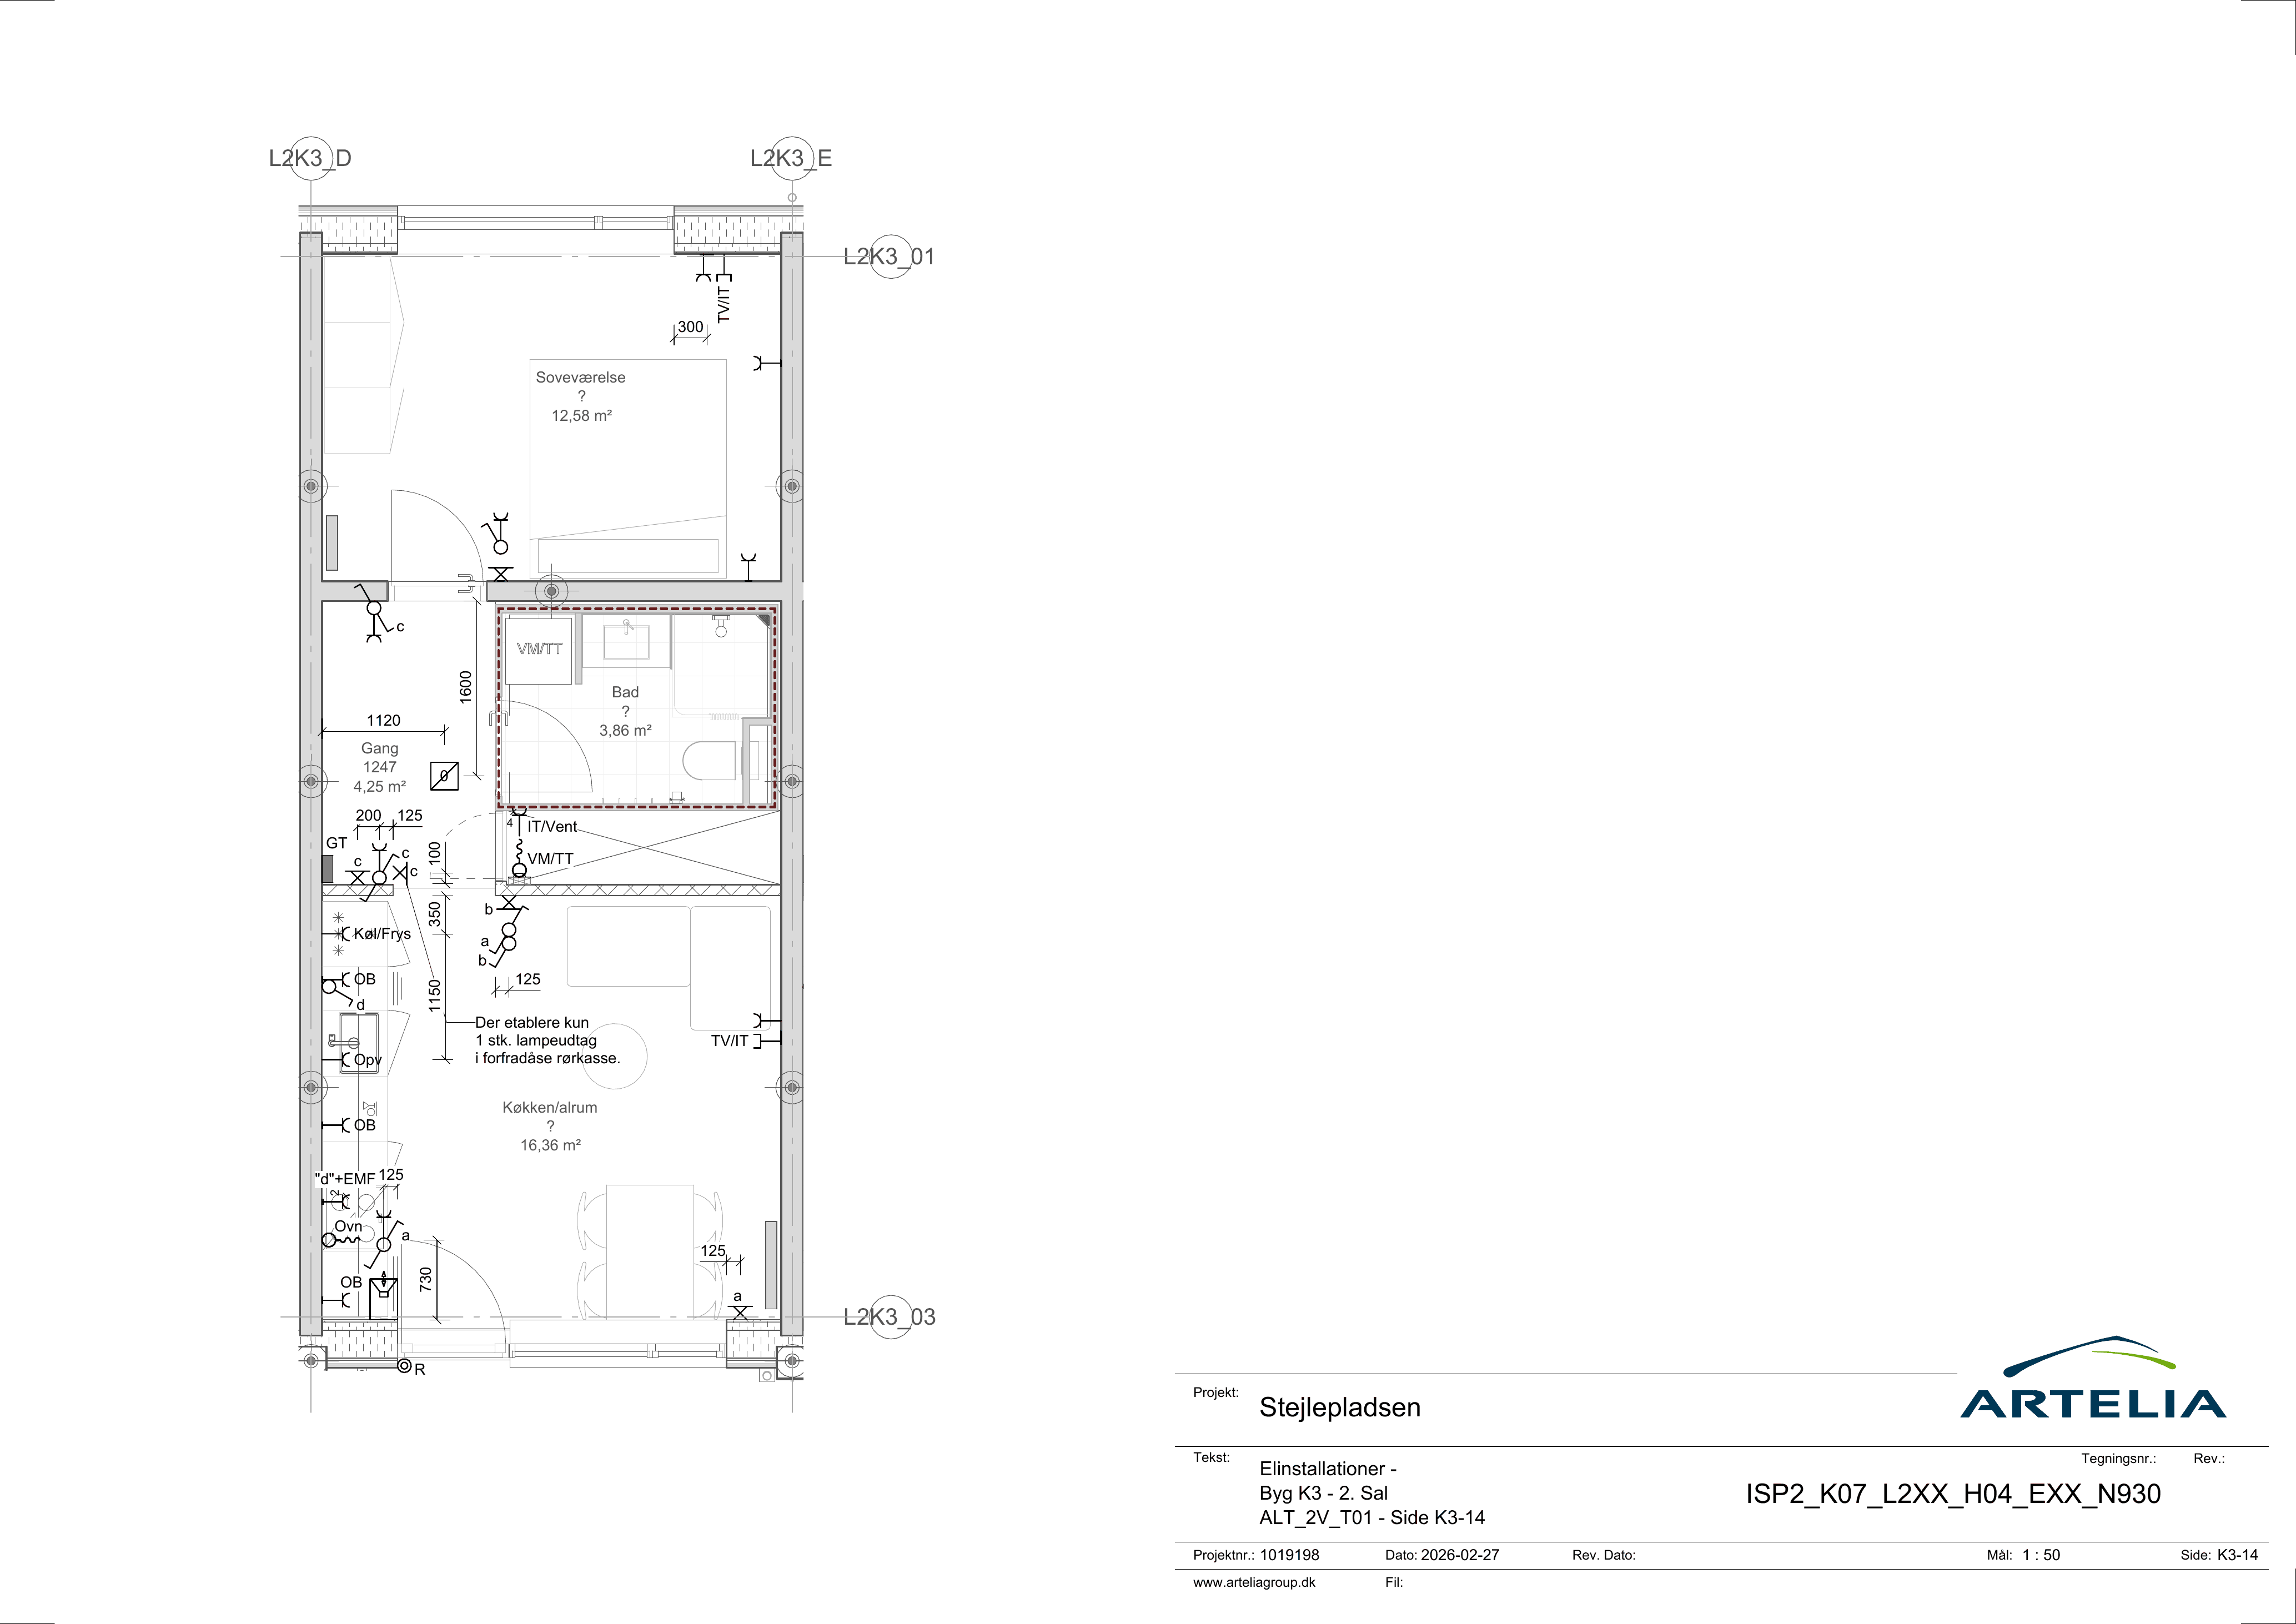 L2K3_D
L2K3_E
L2K3_01
TV/IT
300
Soveværelse
?
12,58 m²
c
1600
VM/TT
Bad
?
3,86 m²
1120
Gang
1247
4,25 m²
0
200
125
4
IT/Vent
GT
c
c
c
100
VM/TT
b
350
Køl/Frys
a
b
OB
125
d
1150
Der etablere kun
1 stk. lampeudtag
i forfradåse rørkasse.
TV/IT
Opv
Køkken/alrum
?
16,36 m²
OB
"d"+EMF
125
2
Ovn
a
125
730
OB
a
L2K3_03
R
Projekt:
Stejlepladsen
ARTELIA
Tekst:
Elinstallationer -
Byg K3 - 2. Sal
ALT_2V_T01 - Side K3-14
Tegningsnr.:
Rev.:
ISP2_K07_L2XX_H04_EXX_N930
Projektnr.: 1019198
Dato: 2026-02-27
Rev. Dato:
Mål: 1 : 50
Side: K3-14
www.arteliagroup.dk
Fil: